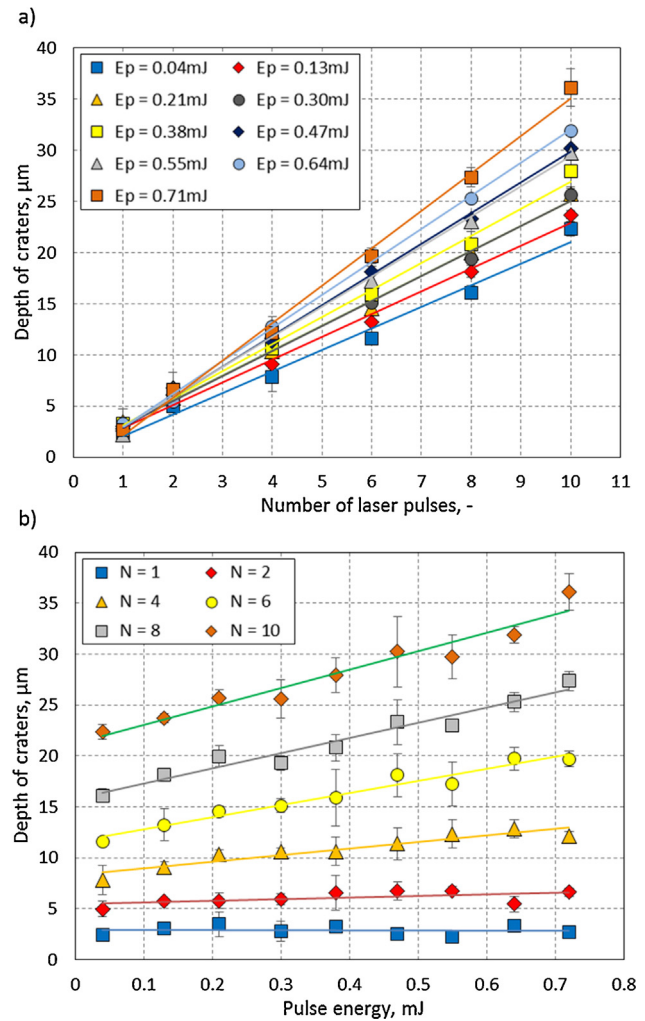 a)
40
35
30
25
20
15
10
5
0
Depth of craters, µm
Ep = 0.04mJ Ep = 0.13mJ
Ep = 0.21mJ Ep = 0.30mJ
Ep = 0.38mJ Ep = 0.47mJ
Ep = 0.55mJ Ep = 0.64mJ
Ep = 0.71mJ
0 1 2 3 4 5 6 7 8 9 10 11
Number of laser pulses, -
b)
40
35
30
25
20
15
10
5
0
Depth of craters, µm
N = 1 N = 2
N = 4 N = 6
N = 8 N = 10
0 0.1 0.2 0.3 0.4 0.5 0.6 0.7 0.8
Pulse energy, mJ